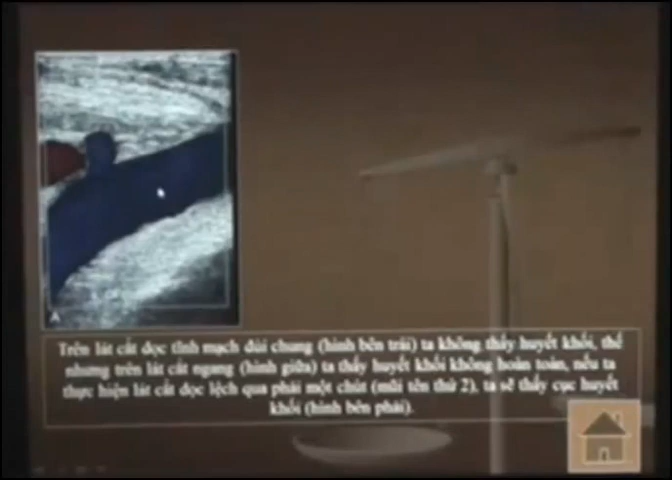 A
Trên lát cắt dọc tĩnh mạch đùi chung (hình bên trái) ta không thấy huyết khối, thế
nhưng trên lát cắt ngang (hình giữa) ta thấy huyết khối không hoàn toàn, nếu ta
thực hiện lát cắt dọc lệch qua phải một chút (mũi tên thứ 2), ta sẽ thấy cục huyết
khối (hình bên phải).